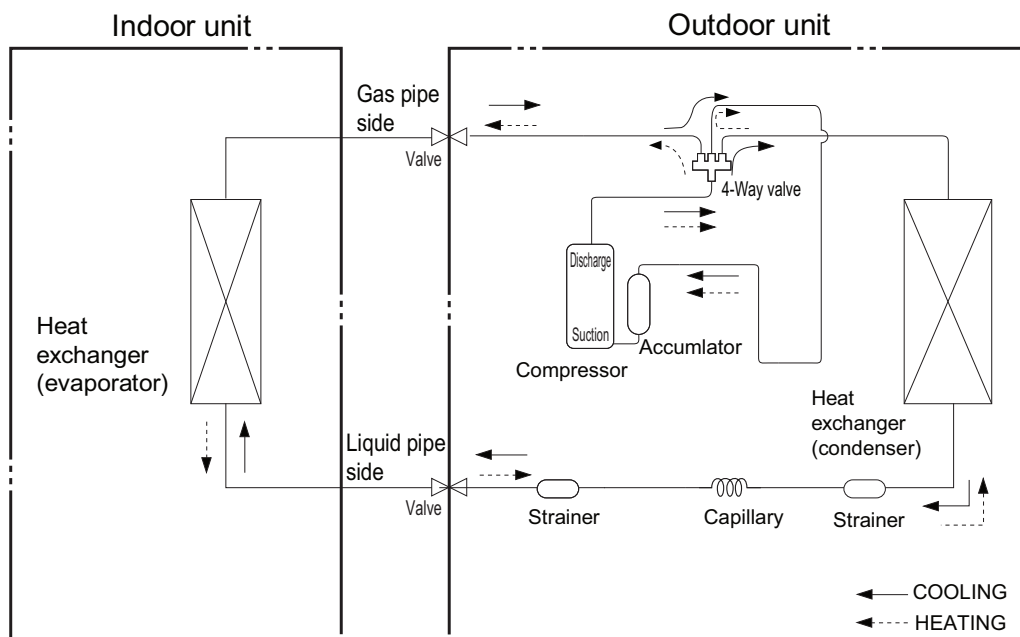 Indoor unit
Outdoor unit
Gas pipe
side
Valve
4-Way valve
Discharge
Suction
Compressor
Accumlator
Heat
exchanger
(evaporator)
Heat
exchanger
(condenser)
Liquid pipe
side
Valve
Strainer
Capillary
Strainer
COOLING
HEATING